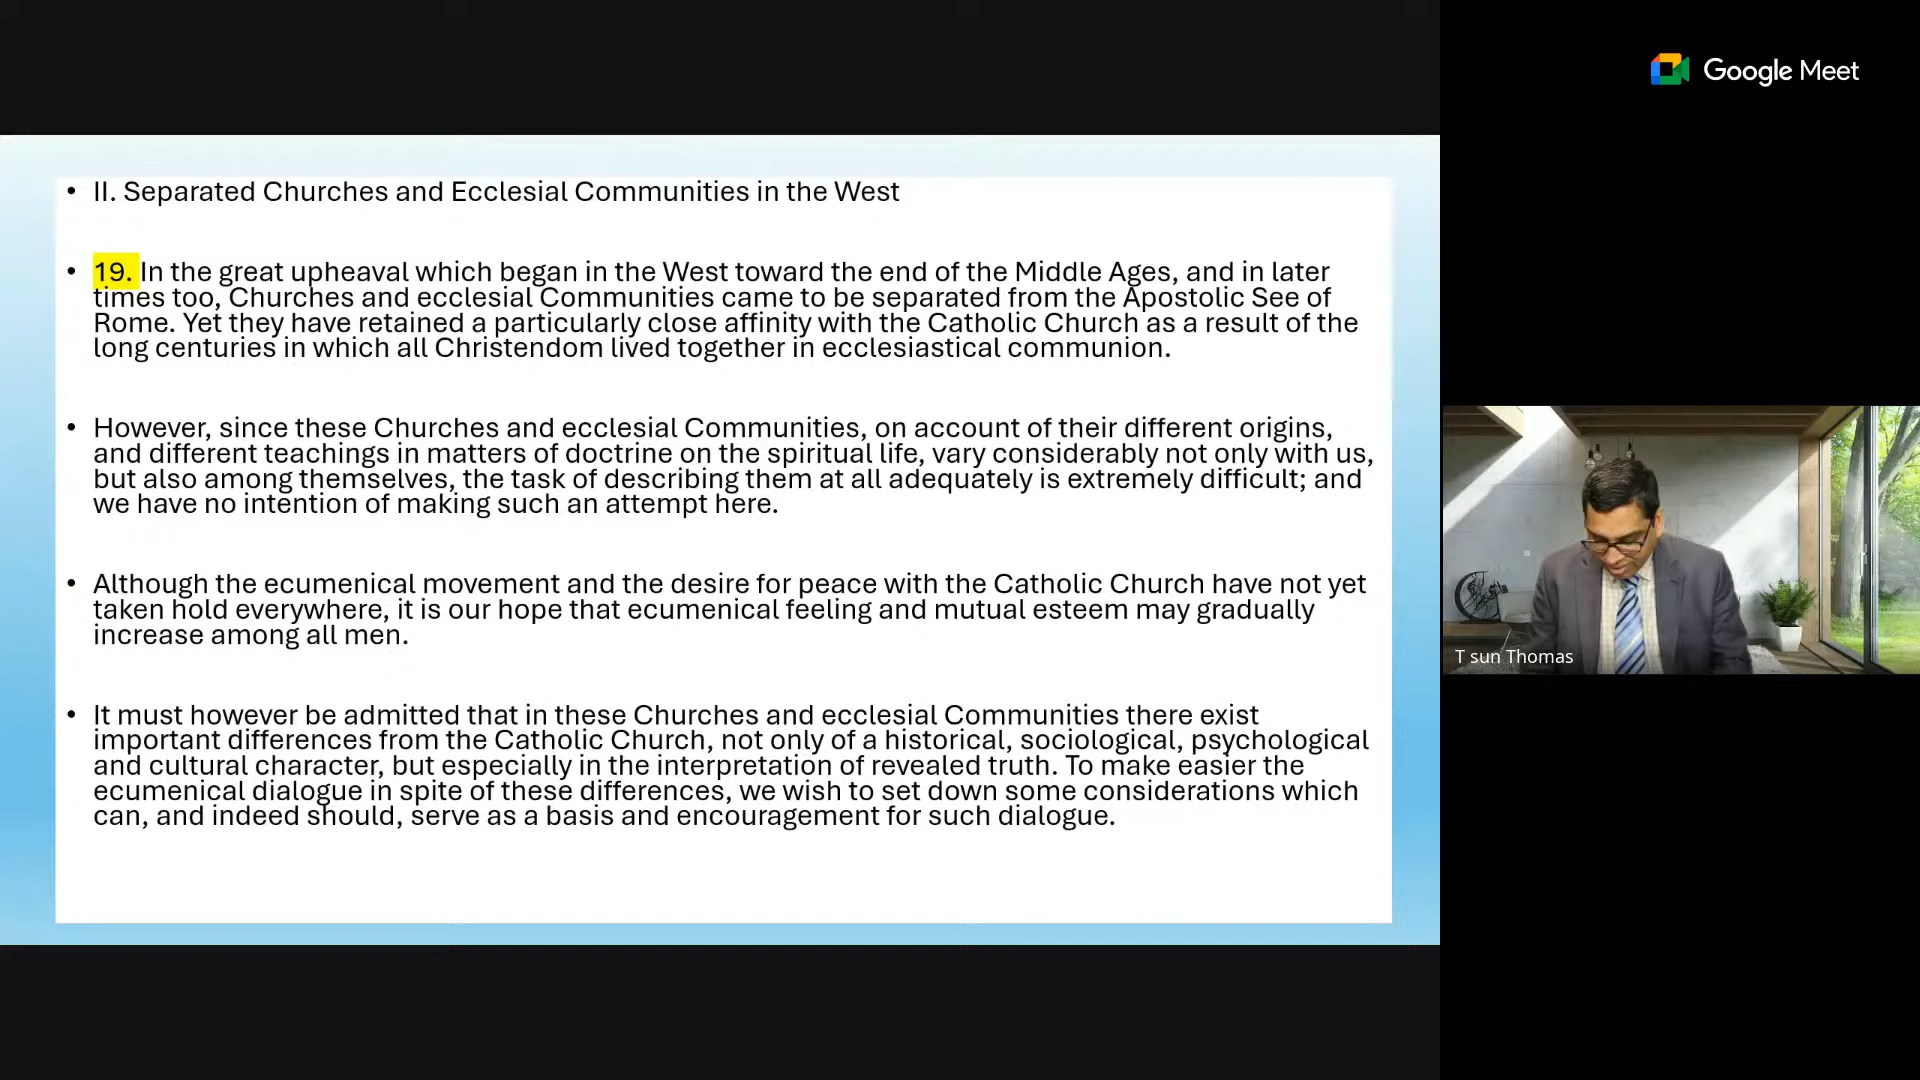 Google Meet
• II. Separated Churches and Ecclesial Communities in the West
• 19. In the great upheaval which began in the West toward the end of the Middle Ages, and in later
times too, Churches and ecclesial Communities came to be separated from the Apostolic See of
Rome. Yet they have retained a particularly close affinity with the Catholic Church as a result of the
long centuries in which all Christendom lived together in ecclesiastical communion.
• However, since these Churches and ecclesial Communities, on account of their different origins,
and different teachings in matters of doctrine on the spiritual life, vary considerably not only with us,
but also among themselves, the task of describing them at all adequately is extremely difficult; and
we have no intention of making such an attempt here.
• Although the ecumenical movement and the desire for peace with the Catholic Church have not yet
taken hold everywhere, it is our hope that ecumenical feeling and mutual esteem may gradually
increase among all men.
• It must however be admitted that in these Churches and ecclesial Communities there exist
important differences from the Catholic Church, not only of a historical, sociological, psychological
and cultural character, but especially in the interpretation of revealed truth. To make easier the
ecumenical dialogue in spite of these differences, we wish to set down some considerations which
can, and indeed should, serve as a basis and encouragement for such dialogue.
T sun Thomas